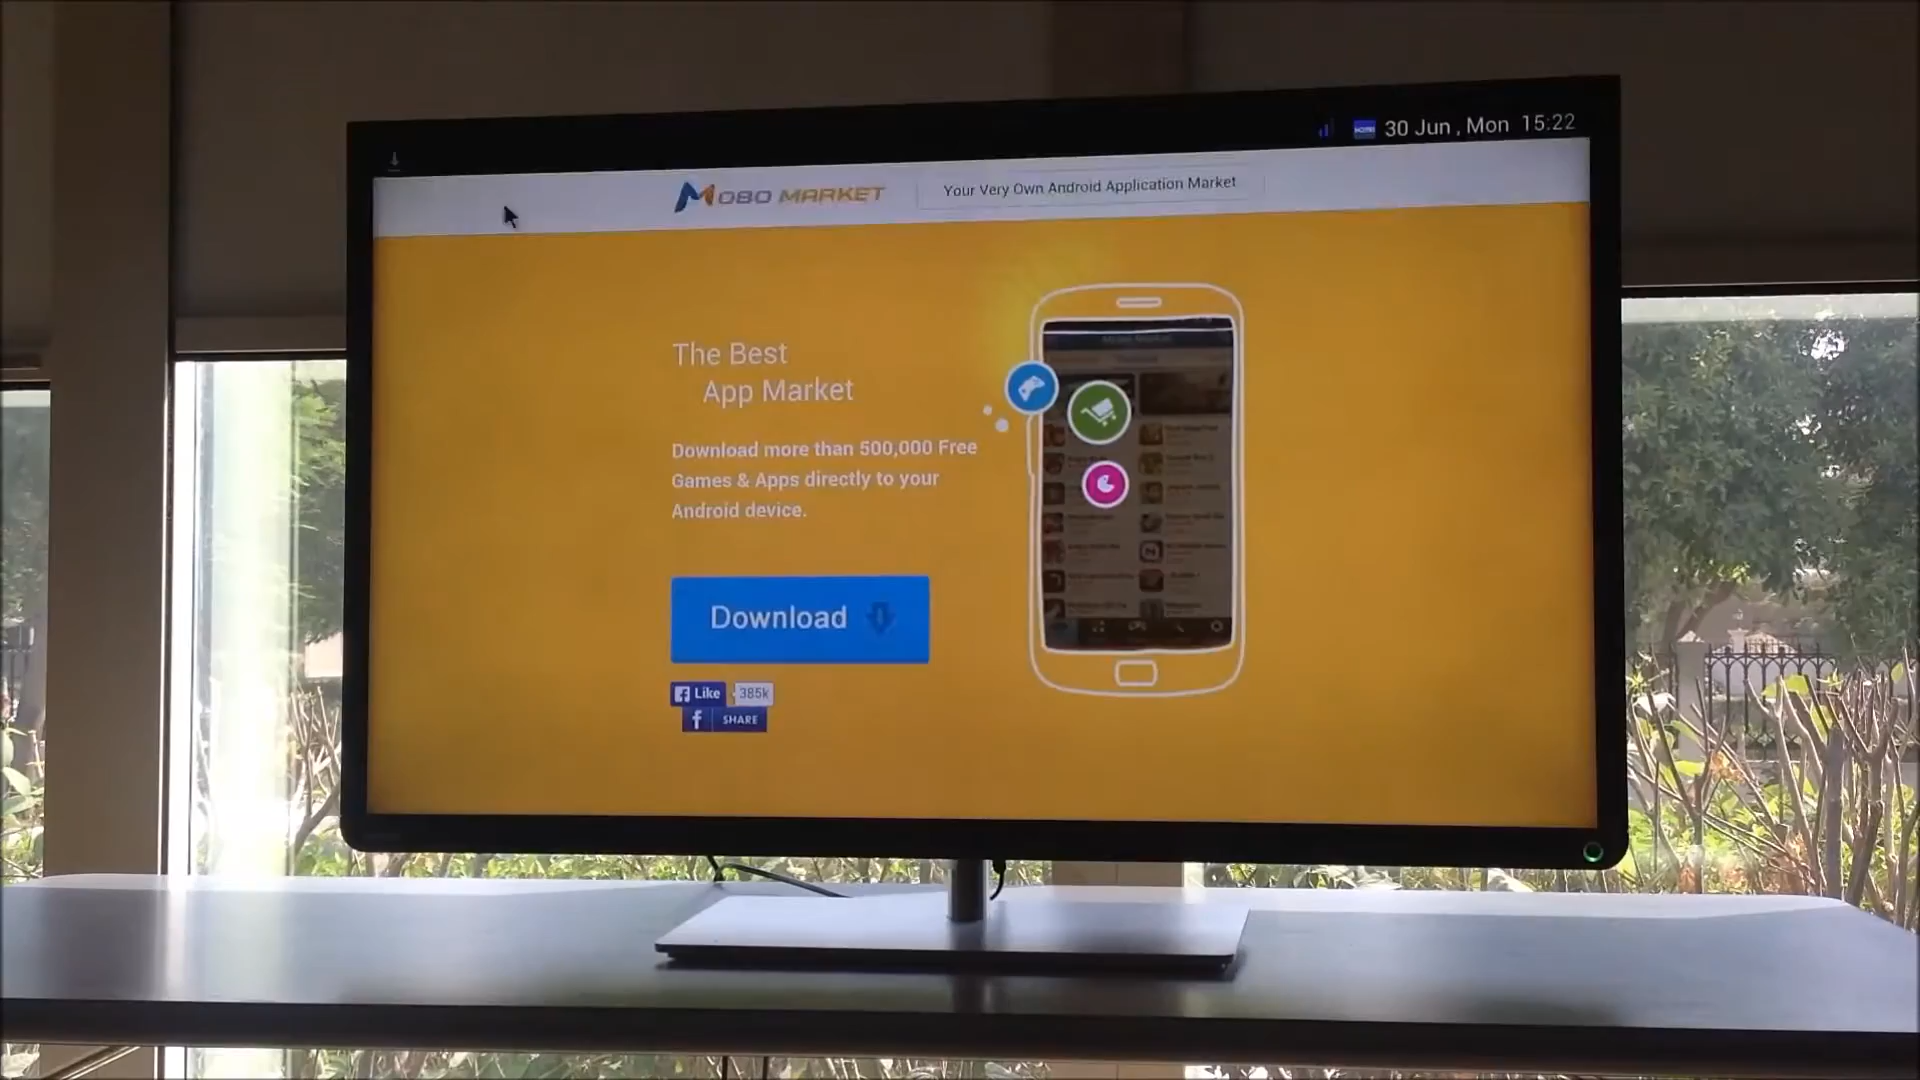 30 Jun , Mon 15:22
MOBO MARKET
Your Very Own Android Application Market
The Best
App Market
Download more than 500,000 Free
Games & Apps directly to your
Android device.
Download
Like 385k
SHARE